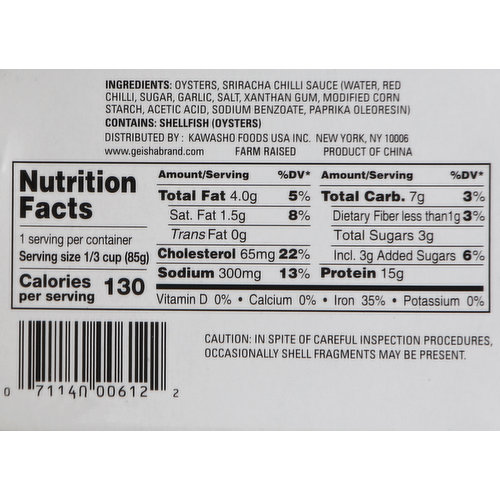 INGREDIENTS: OYSTERS, SRIRACHA CHILLI SAUCE (WATER, RED
CHILLI, SUGAR, GARLIC, SALT, XANTHAN GUM, MODIFIED CORN
STARCH, ACETIC ACID, SODIUM BENZOATE, PAPRIKA OLEORESIN)
CONTAINS: SHELLFISH (OYSTERS)
DISTRIBUTED BY : KAWASHO FOODS USA INC. NEW YORK, NY 10006
www.geishabrand.com FARM RAISED PRODUCT OF CHINA
Nutrition
Facts
1 serving per container
Serving size 1/3 cup (85g)
Calories
per serving 130
Amount/Serving %DV*
Total Fat 4.0g 5%
Sat. Fat 1.5g 8%
Trans Fat 0g
Cholesterol 65mg 22%
Sodium 300mg 13%
Amount/Serving %DV*
Total Carb. 7g 3%
Dietary Fiber less than1g 3%
Total Sugars 3g
Incl. 3g Added Sugars 6%
Protein 15g
Vitamin D 0% • Calcium 0% • Iron 35% • Potassium 0%
CAUTION: IN SPITE OF CAREFUL INSPECTION PROCEDURES,
OCCASIONALLY SHELL FRAGMENTS MAY BE PRESENT.
0 71140 00612 2